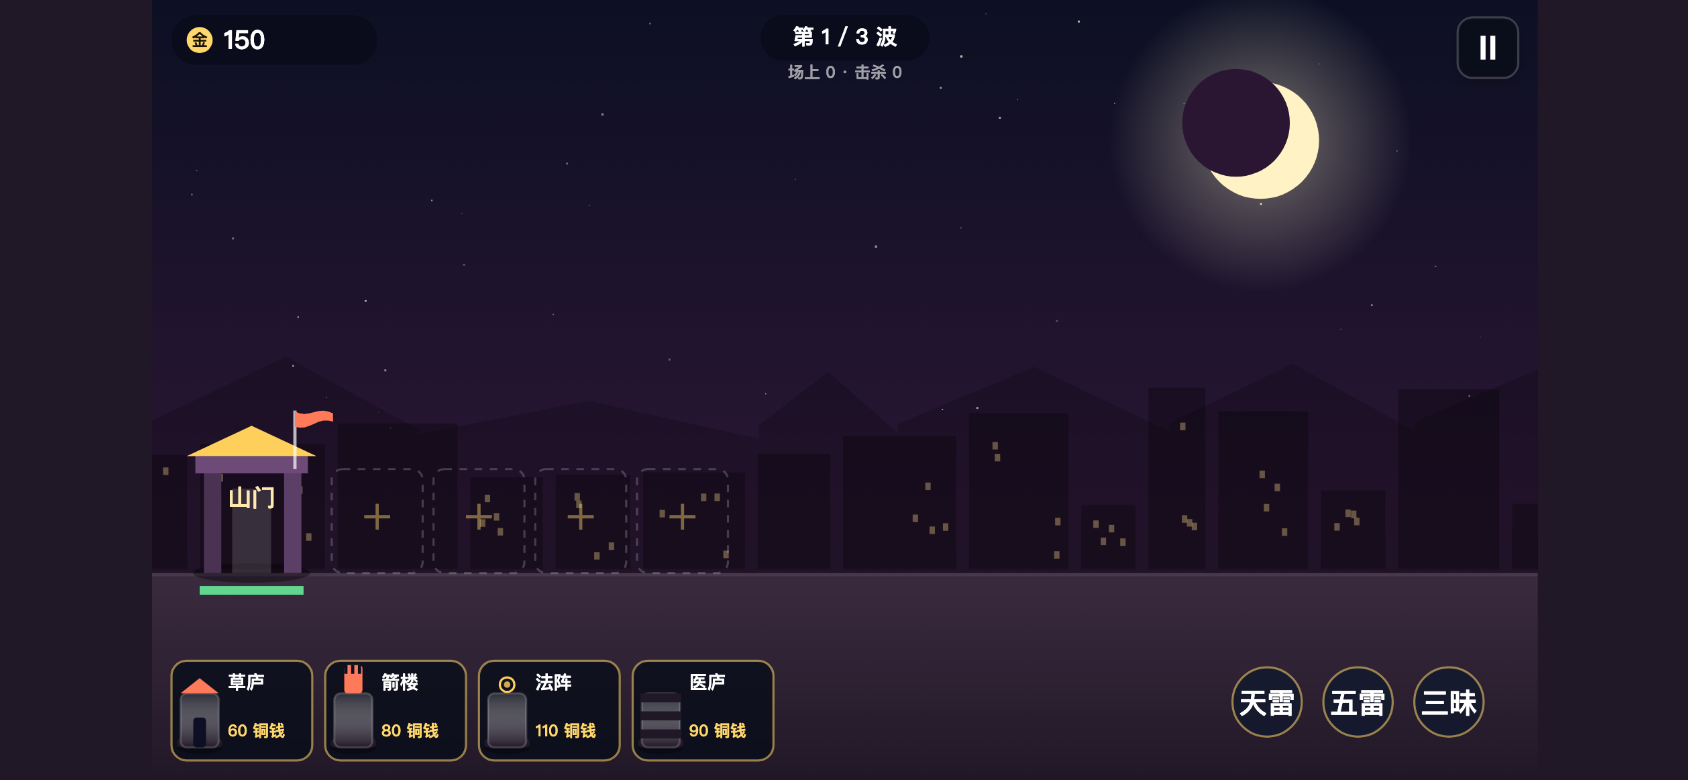 金 150
第 1 / 3 波
场上 0 · 击杀 0
山门
草庐
60 铜钱
箭楼
80 铜钱
法阵
110 铜钱
医庐
90 铜钱
天雷
五雷
三昧